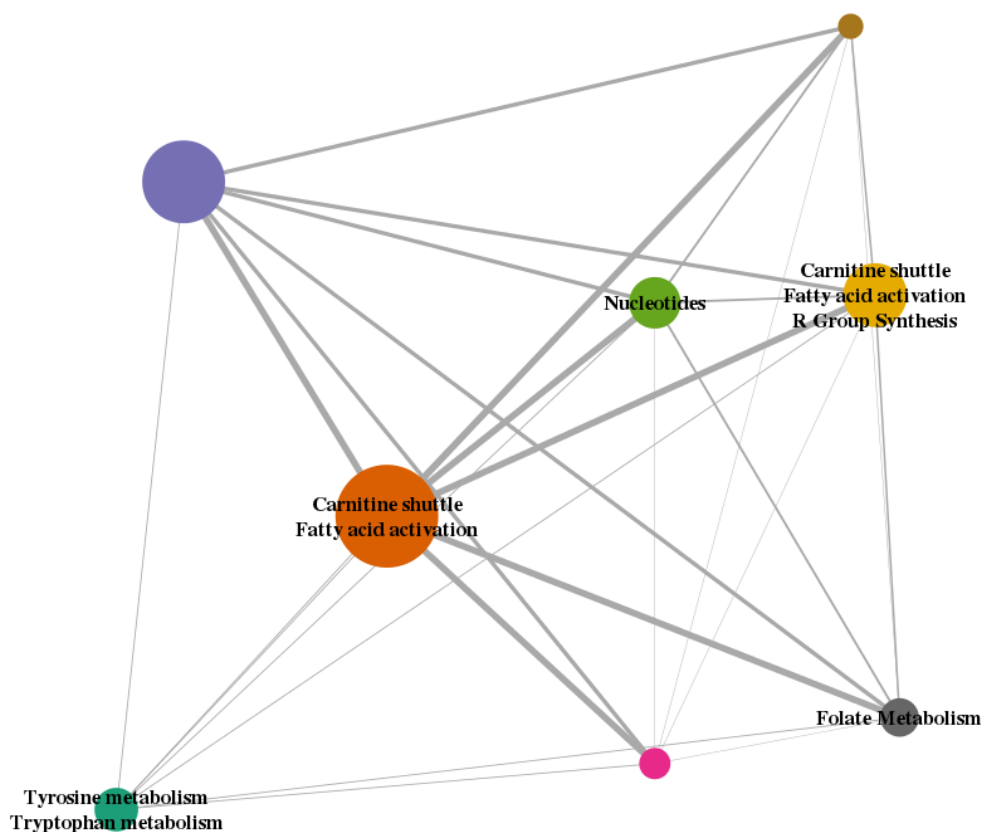 Carnitine shuttle
Fatty acid activation
R Group Synthesis
Nucleotides
Carnitine shuttle
Fatty acid activation
Folate Metabolism
Tyrosine metabolism
Tryptophan metabolism